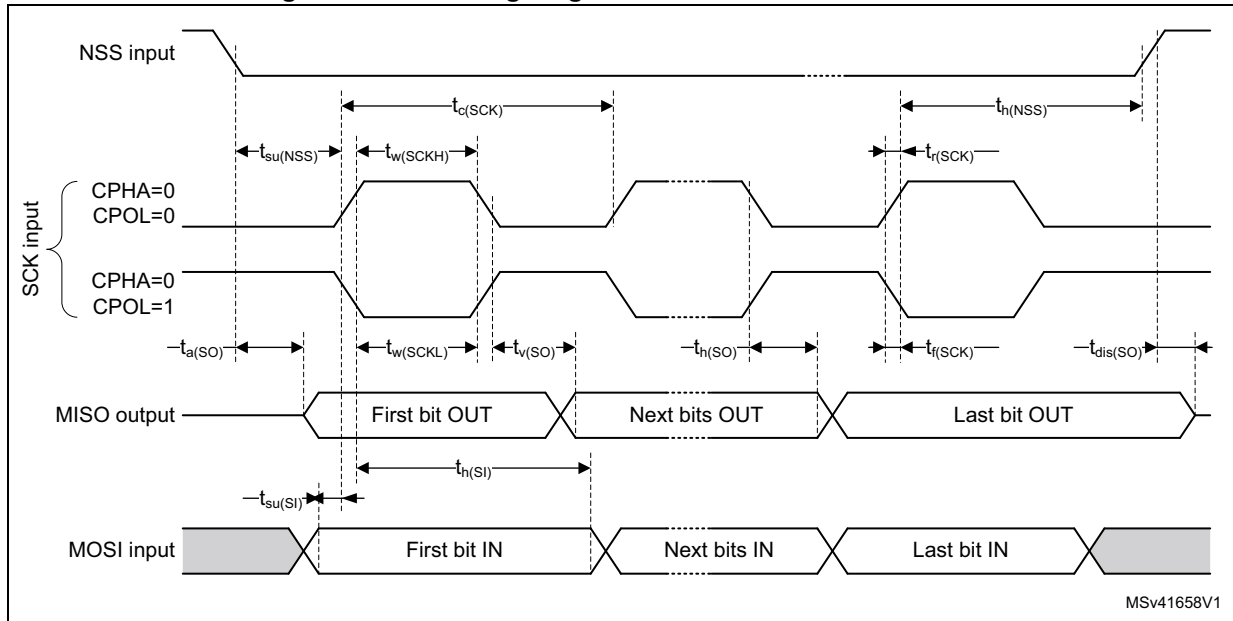 NSS input
tc(SCK)
th(NSS)
tsu(NSS)
tw(SCKH)
tr(SCK)
SCK input
CPHA=0
CPOL=0
CPHA=0
CPOL=1
ta(SO)
tw(SCKL)
tv(SO)
th(SO)
tf(SCK)
tdis(SO)
MISO output
First bit OUT
Next bits OUT
Last bit OUT
th(SI)
tsu(SI)
MOSI input
First bit IN
Next bits IN
Last bit IN
MSv41658V1